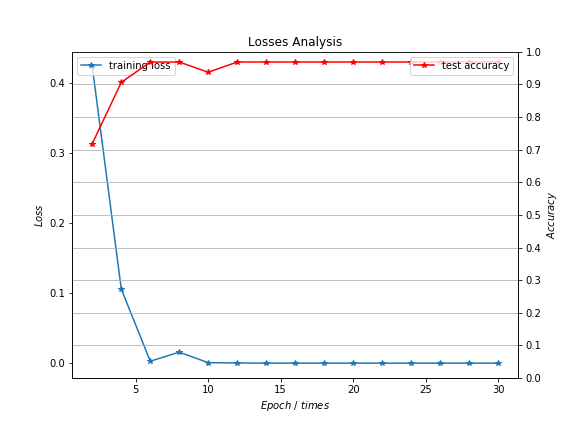 Losses Analysis
training loss
test accuracy
0.4
0.3
0.2
0.1
0.0
Loss
1.0
0.9
0.8
0.7
0.6
0.5
0.4
0.3
0.2
0.1
0.0
Accuracy
5 10 15 20 25 30
Epoch / times